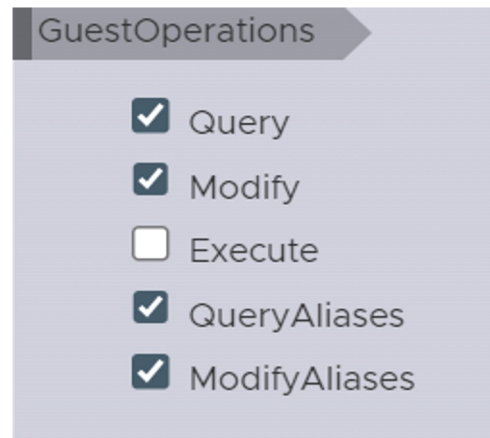 GuestOperations
Query
Modify
Execute
QueryAliases
ModifyAliases